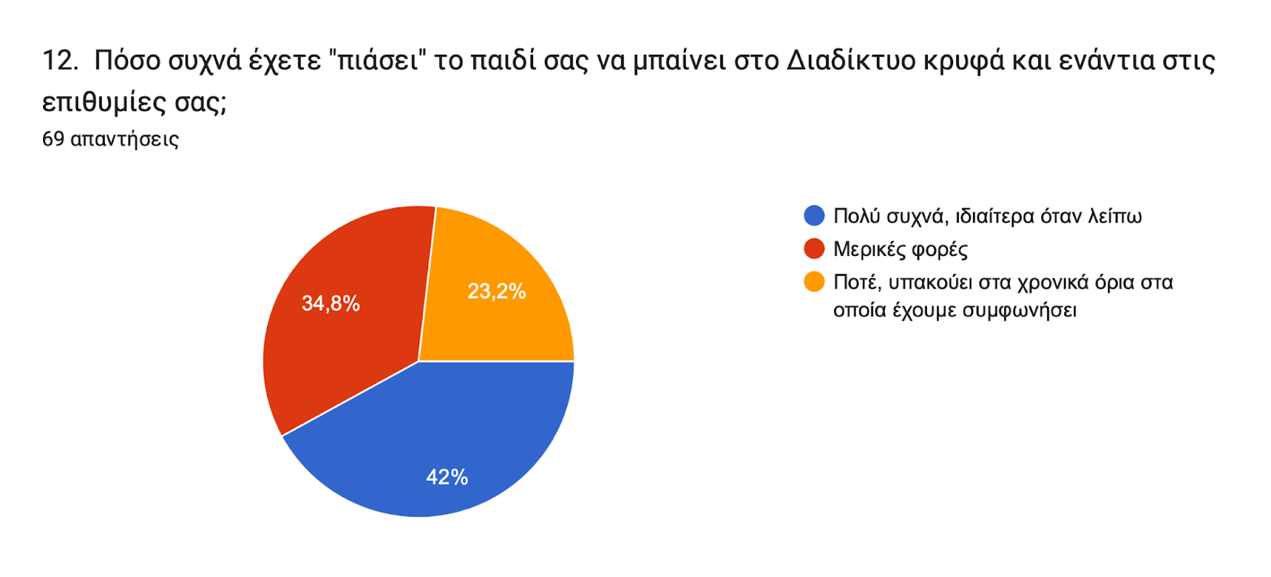 12.  Πόσο συχνά έχετε "πιάσει" το παιδί σας να μπαίνει στο Διαδίκτυο κρυφά και ενάντια στις
επιθυμίες σας;
69 απαντήσεις
Πολύ συχνά, ιδιαίτερα όταν λείπω
Μερικές φορές
Ποτέ, υπακούει στα χρονικά όρια στα
οποία έχουμε συμφωνήσει
34,8%
23,2%
42%